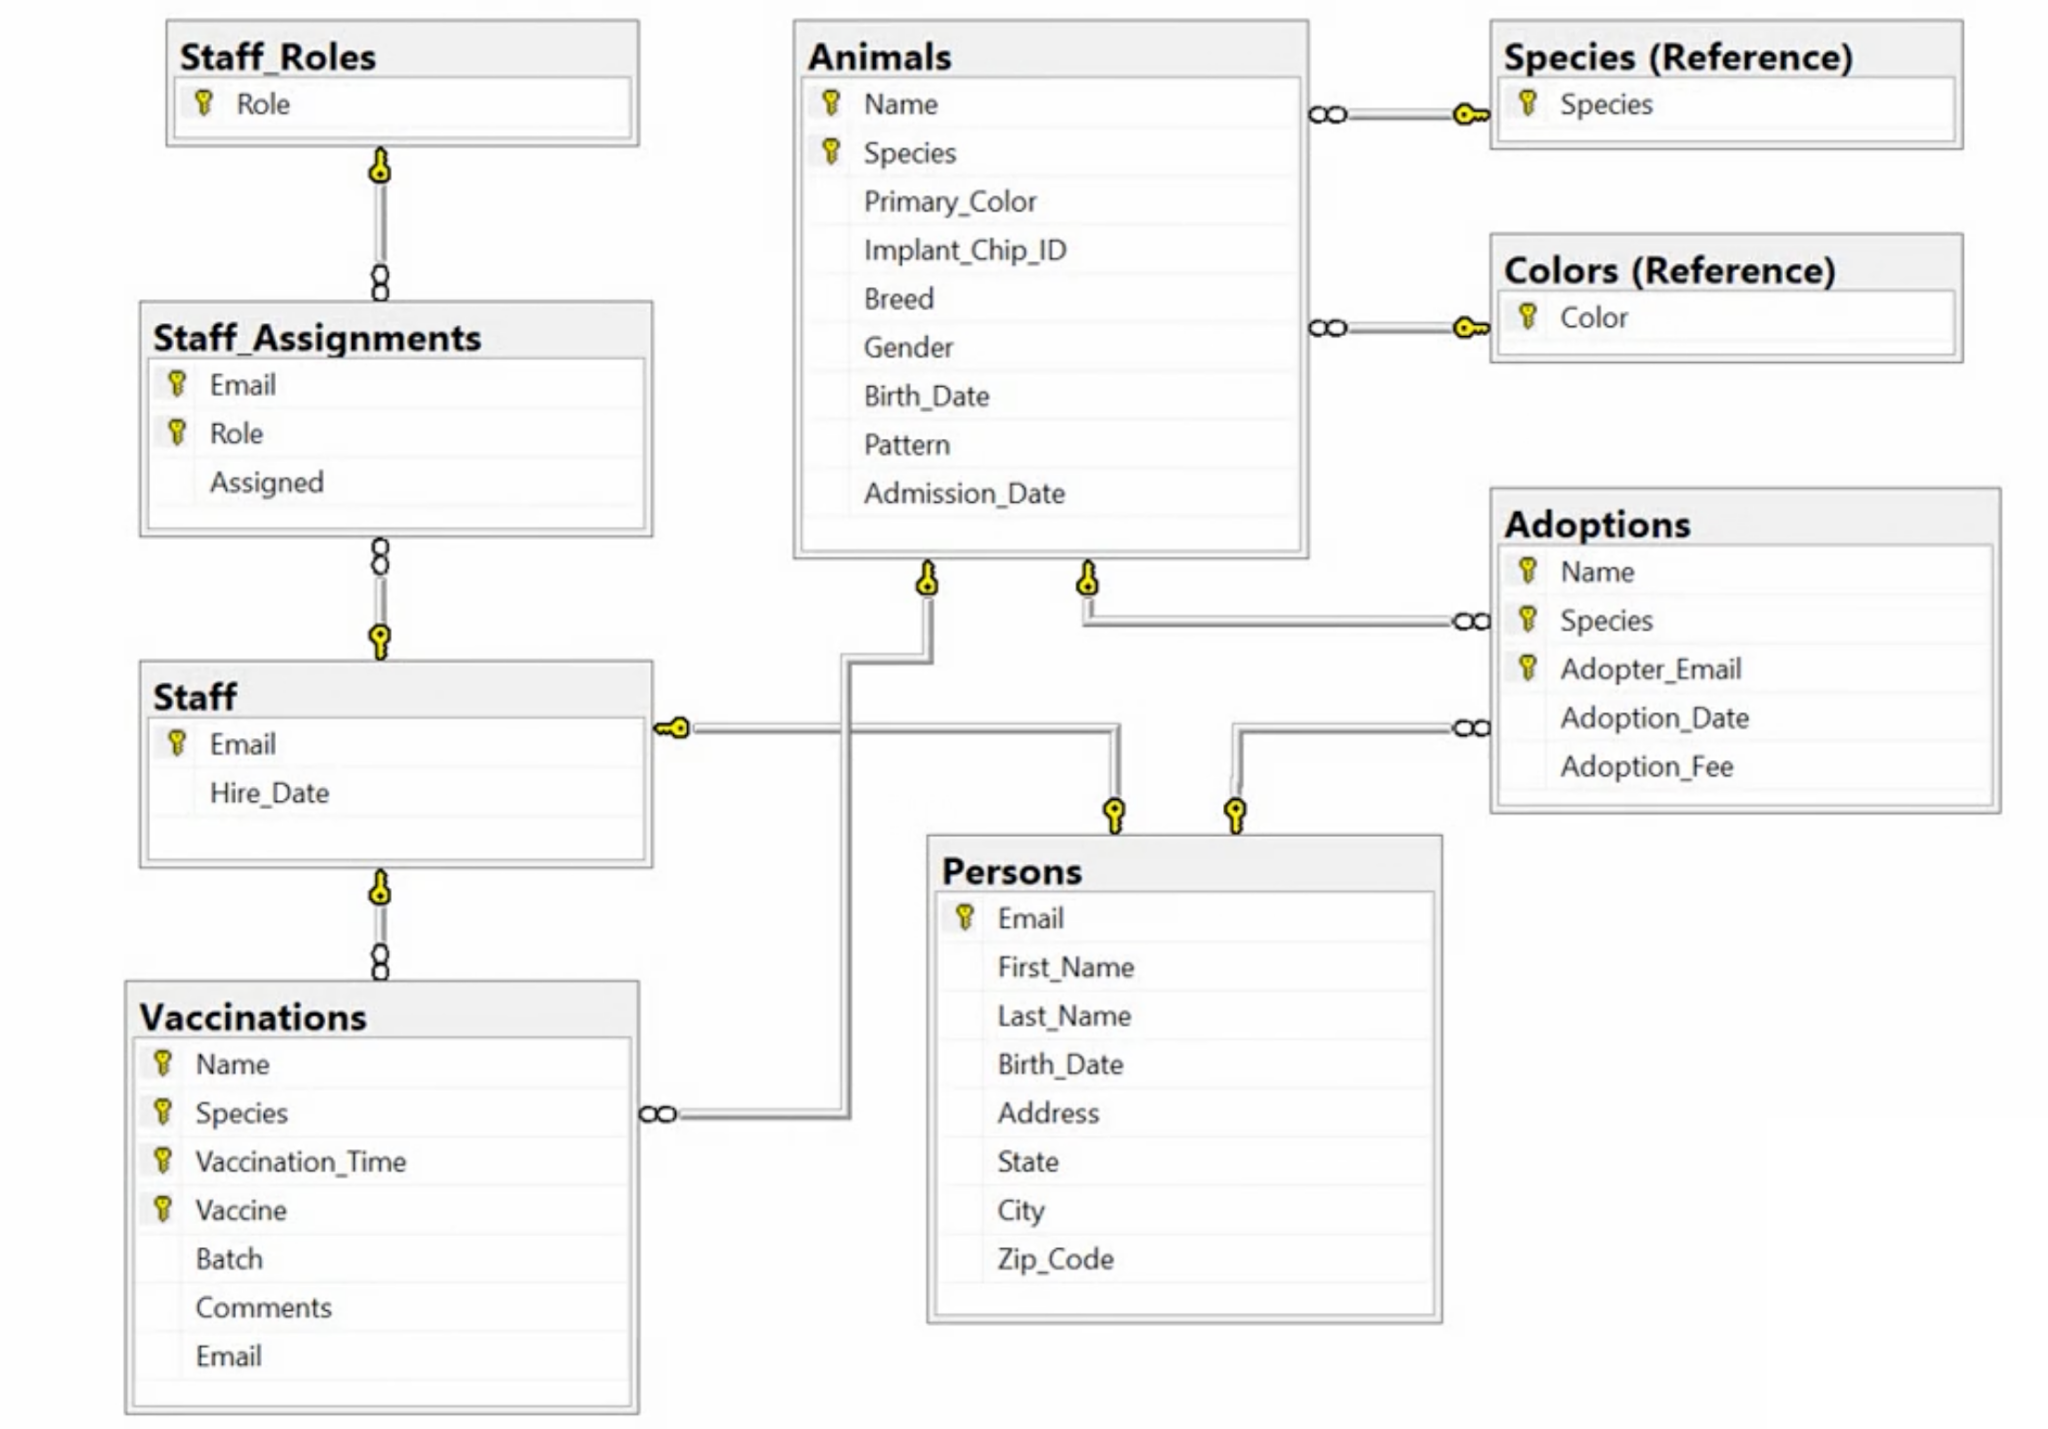 Staff_Roles
Role
Staff_Assignments
Email
Role
Assigned
Staff
Email
Hire_Date
Vaccinations
Name
Species
Vaccination_Time
Vaccine
Batch
Comments
Email
Animals
Name
Species
Primary_Color
Implant_Chip_ID
Breed
Gender
Birth_Date
Pattern
Admission_Date
Persons
Email
First_Name
Last_Name
Birth_Date
Address
State
City
Zip_Code
Species (Reference)
Species
Colors (Reference)
Color
Adoptions
Name
Species
Adopter_Email
Adoption_Date
Adoption_Fee